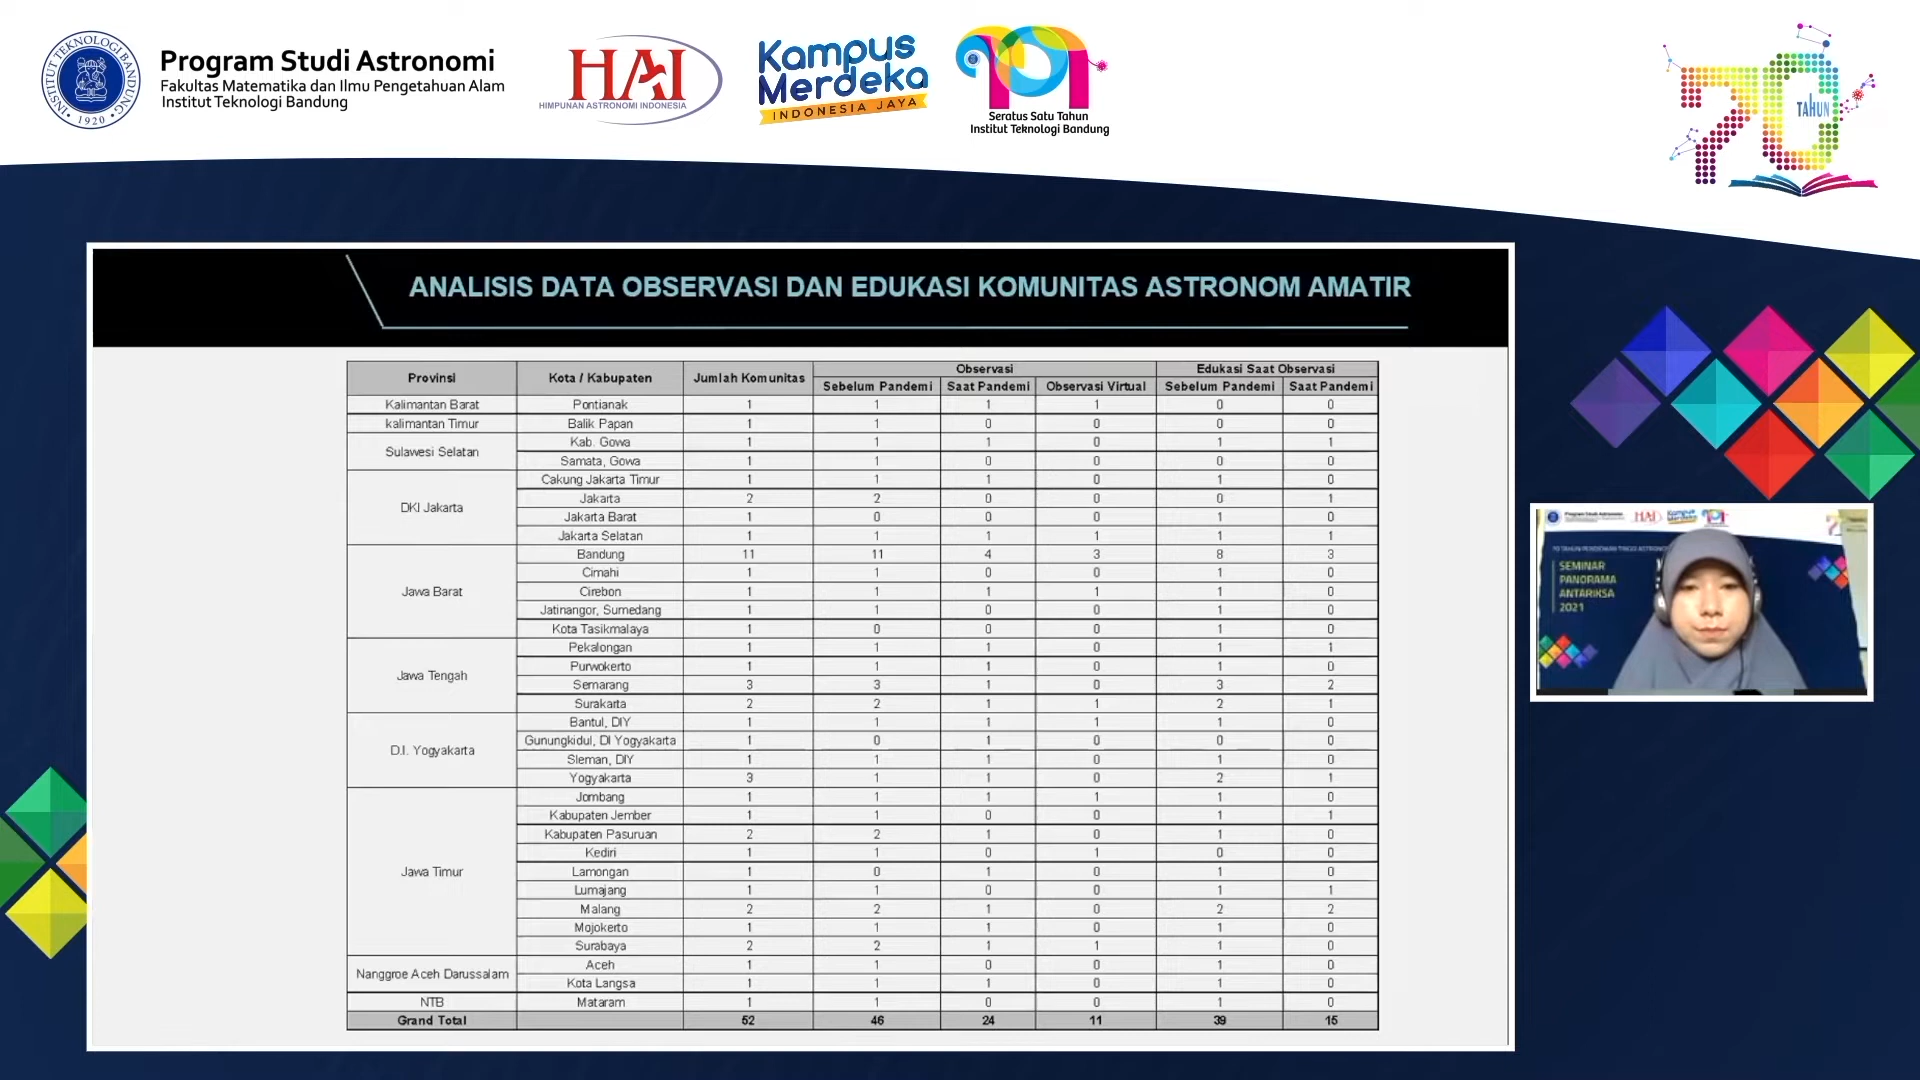 INSTITUT TEKNOLOGI BANDUNG
1920
Program Studi Astronomi
Fakultas Matematika dan Ilmu Pengetahuan Alam
Institut Teknologi Bandung
HAI
HIMPUNAN ASTRONOMI INDONESIA
Kampus
Merdeka
INDONESIA JAYA
101
Seratus Satu Tahun
Institut Teknologi Bandung
70
TAHUN
ANALISIS DATA OBSERVASI DAN EDUKASI KOMUNITAS ASTRONOM AMATIR
Provinsi Kota / Kabupaten Jumlah Komunitas Observasi Edukasi Saat Observasi
Sebelum Pandemi Saat Pandemi Observasi Virtual Sebelum Pandemi Saat Pandemi
Kalimantan Barat Pontianak 1 1 1 1 0 0
kalimantan Timur Balik Papan 1 1 0 0 0 0
Sulawesi Selatan Kab. Gowa 1 1 1 0 1 1
Samata, Gowa 1 1 0 0 0 0
DKI Jakarta Cakung Jakarta Timur 1 1 1 0 1 0
Jakarta 2 2 0 0 0 1
Jakarta Barat 1 0 0 0 1 0
Jakarta Selatan 1 1 1 1 1 1
Jawa Barat Bandung 11 11 4 3 8 3
Cimahi 1 1 0 0 1 0
Cirebon 1 1 1 1 1 0
Jatinangor, Sumedang 1 1 0 0 1 0
Kota Tasikmalaya 1 0 0 0 1 0
Jawa Tengah Pekalongan 1 1 1 0 1 1
Purwokerto 1 1 1 0 1 0
Semarang 3 3 1 0 3 2
Surakarta 2 2 1 1 2 1
D.I. Yogyakarta Bantul, DIY 1 1 1 1 1 0
Gunungkidul, DI Yogyakarta 1 0 1 0 0 0
Sleman, DIY 1 1 1 0 1 0
Yogyakarta 3 1 1 0 2 1
Jawa Timur Jombang 1 1 1 1 1 0
Kabupaten Jember 1 1 0 0 1 1
Kabupaten Pasuruan 2 2 1 0 1 0
Kediri 1 1 0 1 0 0
Lamongan 1 0 1 0 1 0
Lumajang 1 1 0 0 1 1
Malang 2 2 1 0 2 2
Mojokerto 1 1 1 0 1 0
Surabaya 2 2 1 1 1 0
Nanggroe Aceh Darussalam Aceh 1 1 0 0 1 0
Kota Langsa 1 1 1 0 1 0
NTB Mataram 1 1 0 0 1 0
Grand Total 52 46 24 11 39 15
Program Studi Astronomi
HAI
Kampus
Merdeka
SEMINAR
PANORAMA
ANTARIKSA
2021